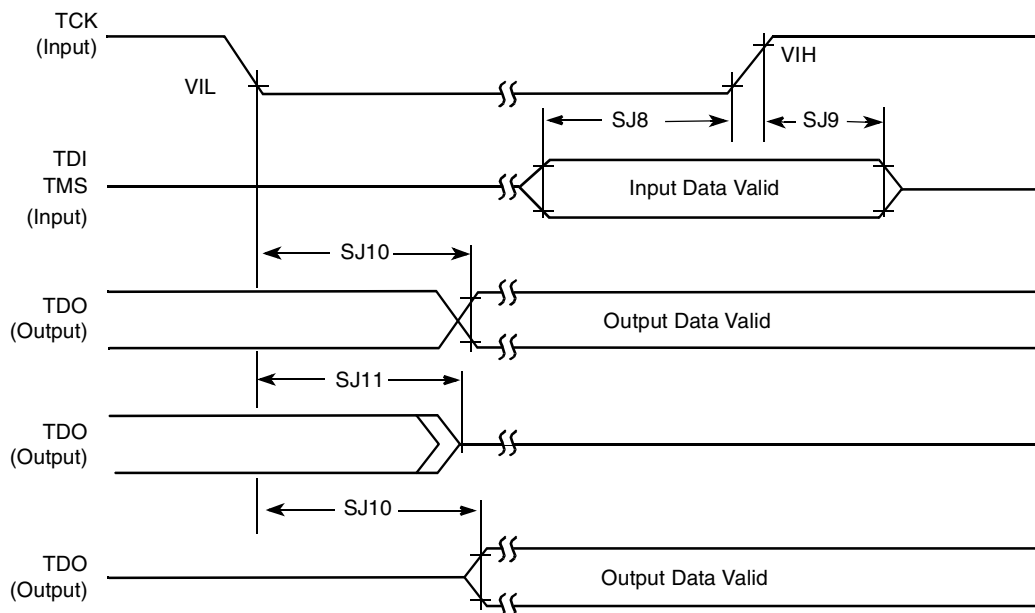 TCK
(Input)
VIL
VIH
SJ8
SJ9
TDI
TMS
(Input)
Input Data Valid
SJ10
TDO
(Output)
Output Data Valid
SJ11
TDO
(Output)
SJ10
TDO
(Output)
Output Data Valid